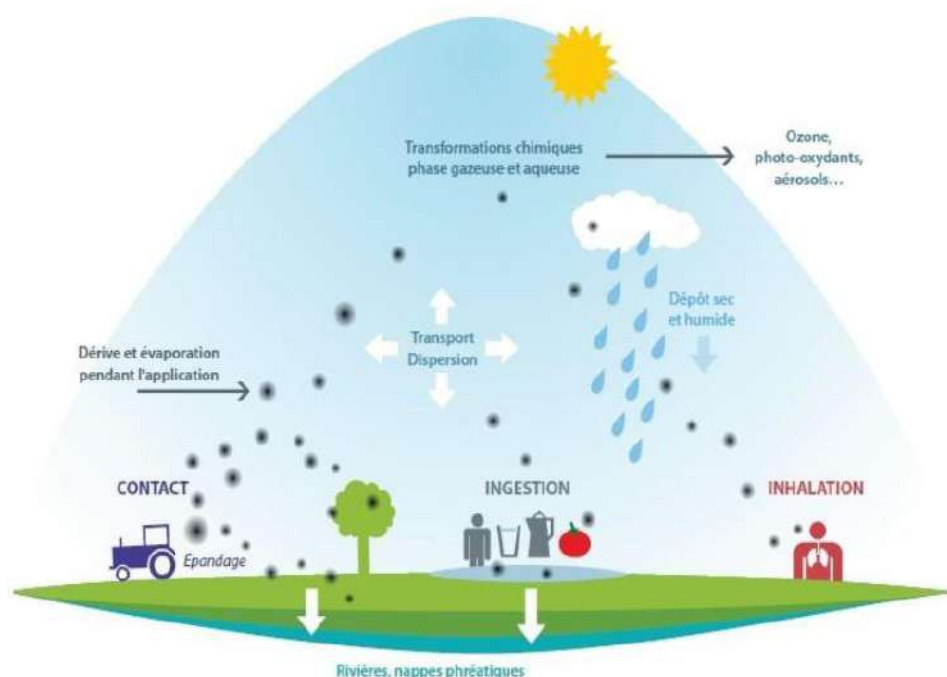 Transformations chimiques
phase gazeuse et aqueuse
Ozone,
photo-oxydants,
aérosols...
Dépôt sec
et humide
Transport
Dispersion
Dérive et évaporation
pendant l'application
CONTACT
INGESTION
INHALATION
Epandage
Rivières, nappes phréatiques